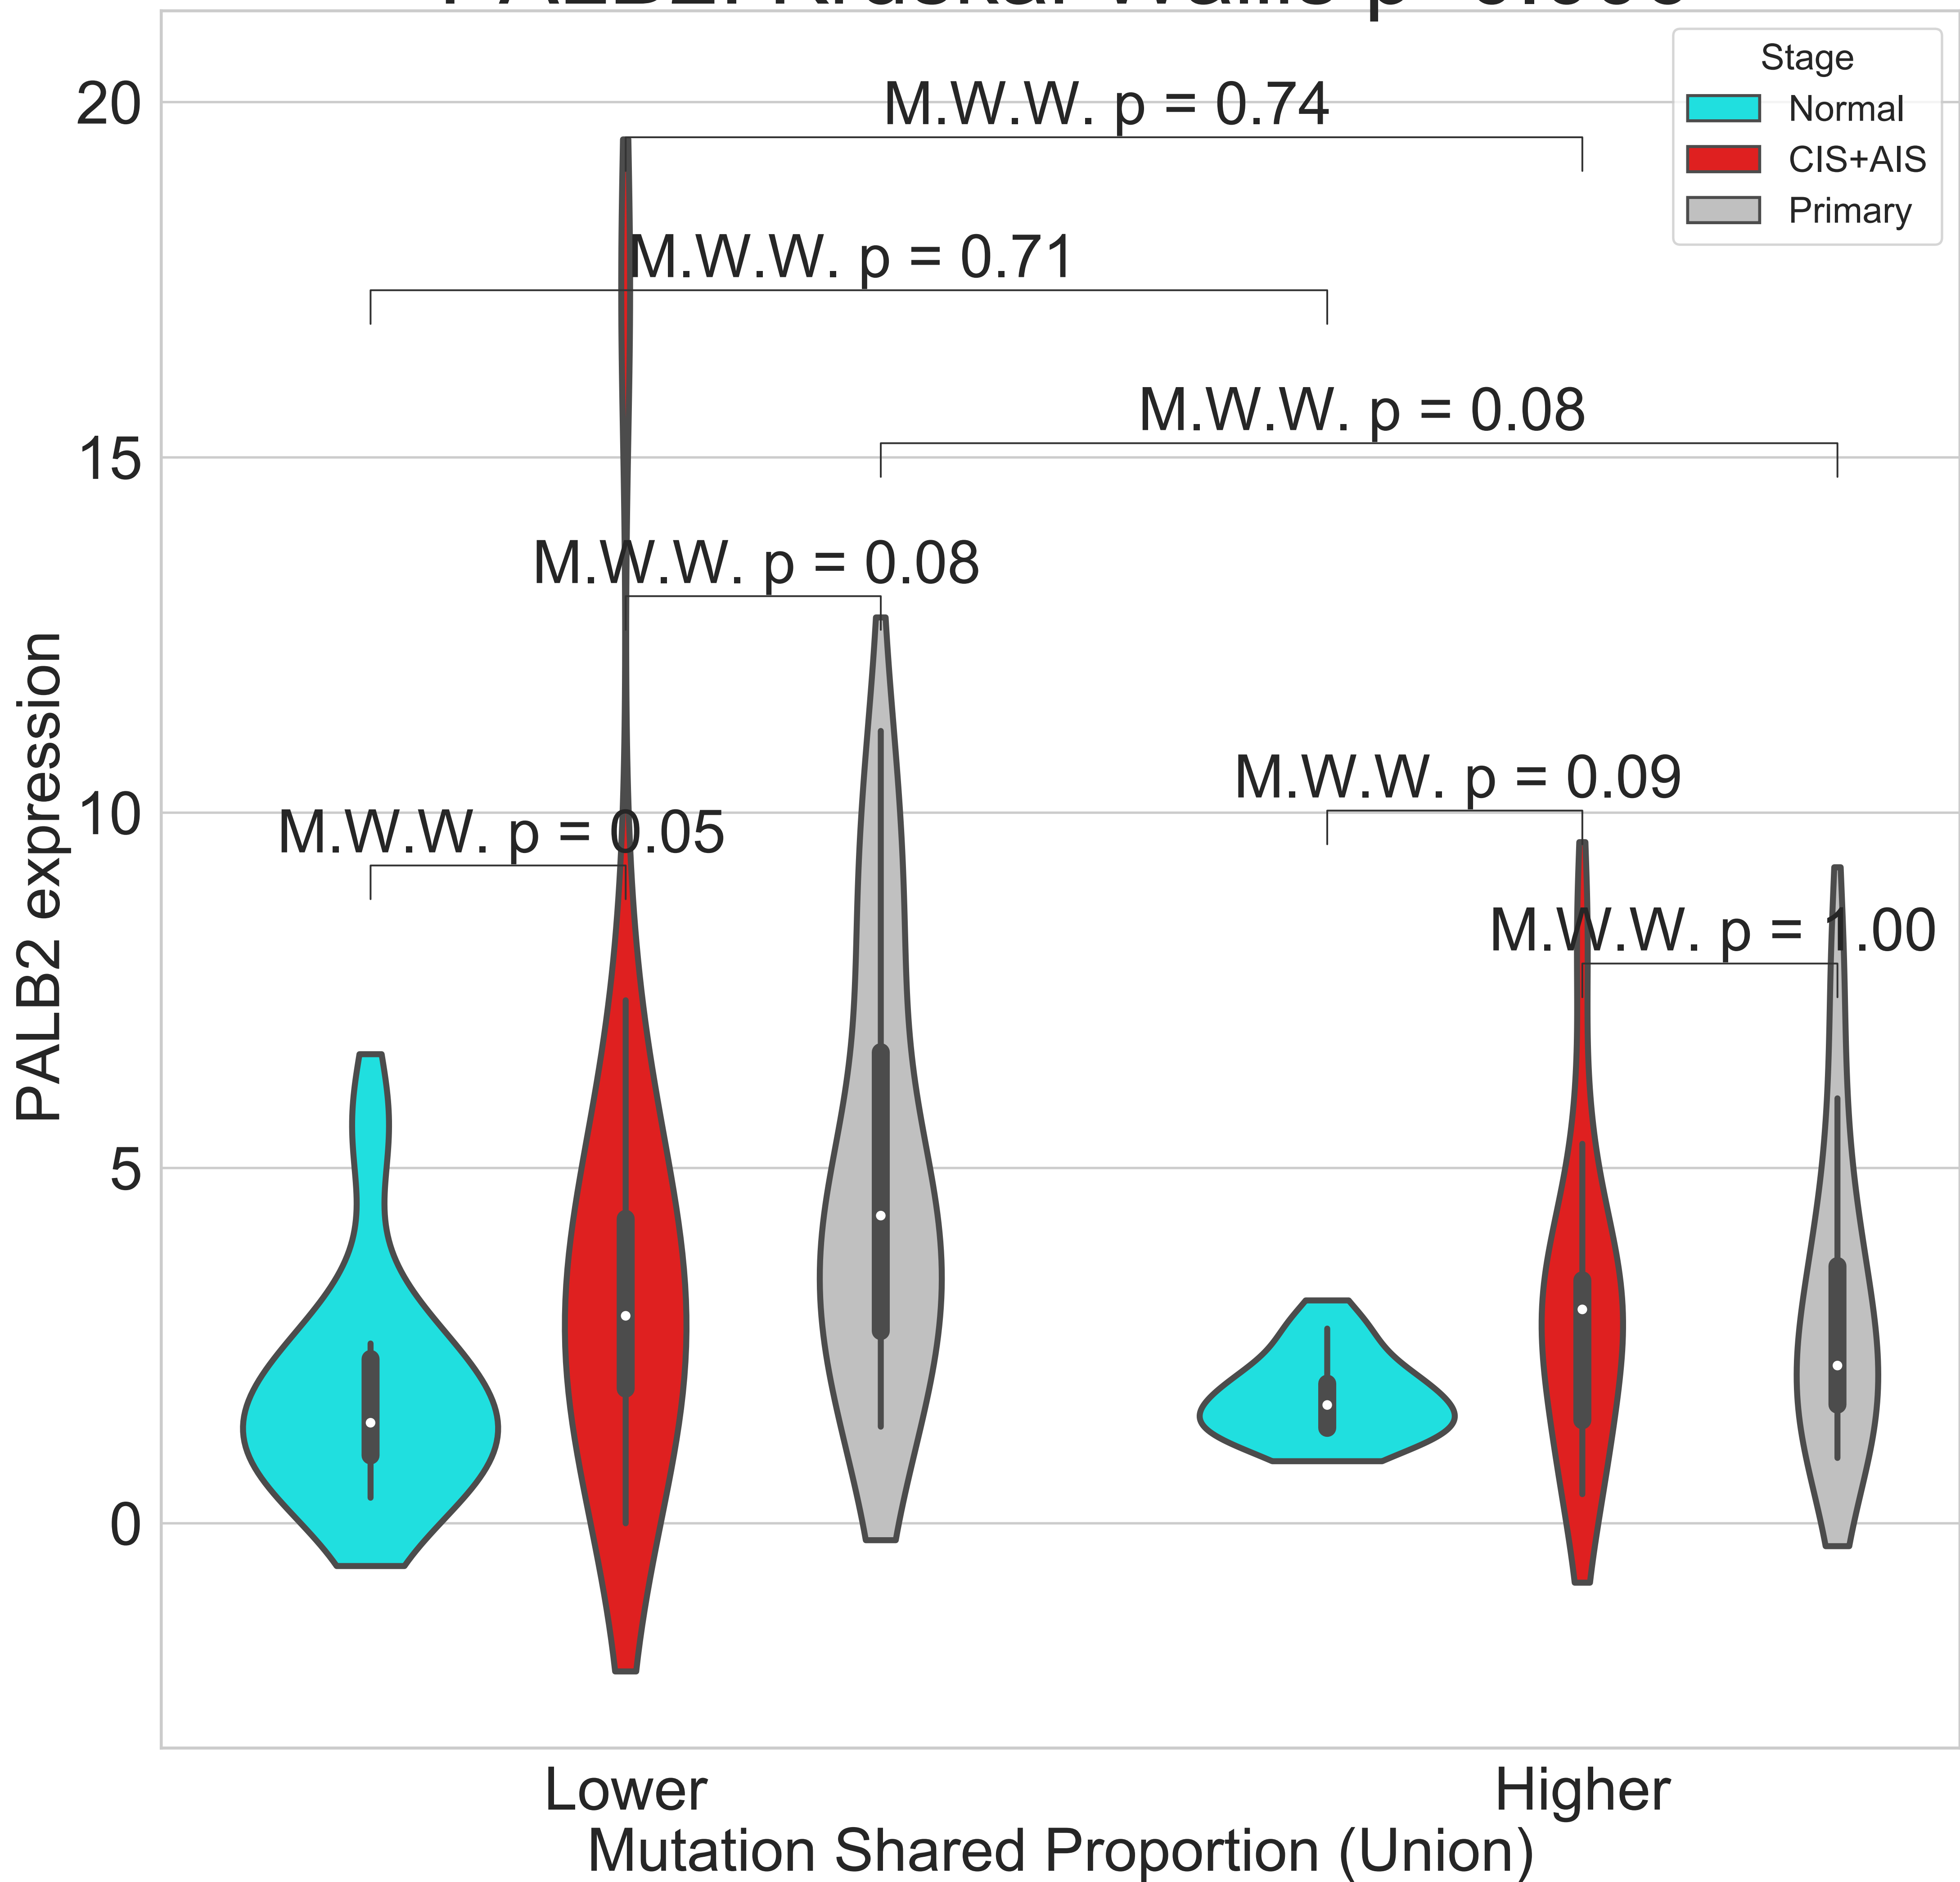 Stage
Normal
CIS+AIS
Primary
20
15
10
5
0
PALB2 expression
M.W.W. p = 0.74
M.W.W. p = 0.71
M.W.W. p = 0.08
M.W.W. p = 0.08
M.W.W. p = 0.05
M.W.W. p = 0.09
M.W.W. p = 1.00
Lower
Higher
Mutation Shared Proportion (Union)